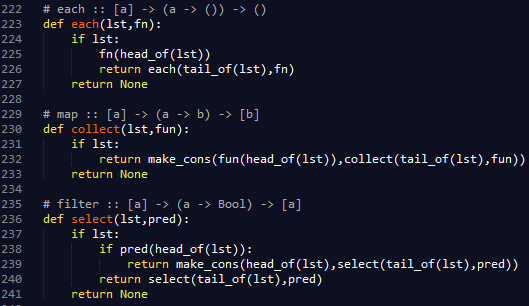 222 # each :: [a] -> (a -> ()) -> ()
223 def each(lst,fn):
224     if lst:
225         fn(head_of(lst))
226         return each(tail_of(lst),fn)
227     return None
228
229 # map :: [a] -> (a -> b) -> [b]
230 def collect(lst,fun):
231     if lst:
232         return make_cons(fun(head_of(lst)),collect(tail_of(lst),fun))
233     return None
234
235 # filter :: [a] -> (a -> Bool) -> [a]
236 def select(lst,pred):
237     if lst:
238         if pred(head_of(lst)):
239             return make_cons(head_of(lst),select(tail_of(lst),pred))
240         return select(tail_of(lst),pred)
241     return None